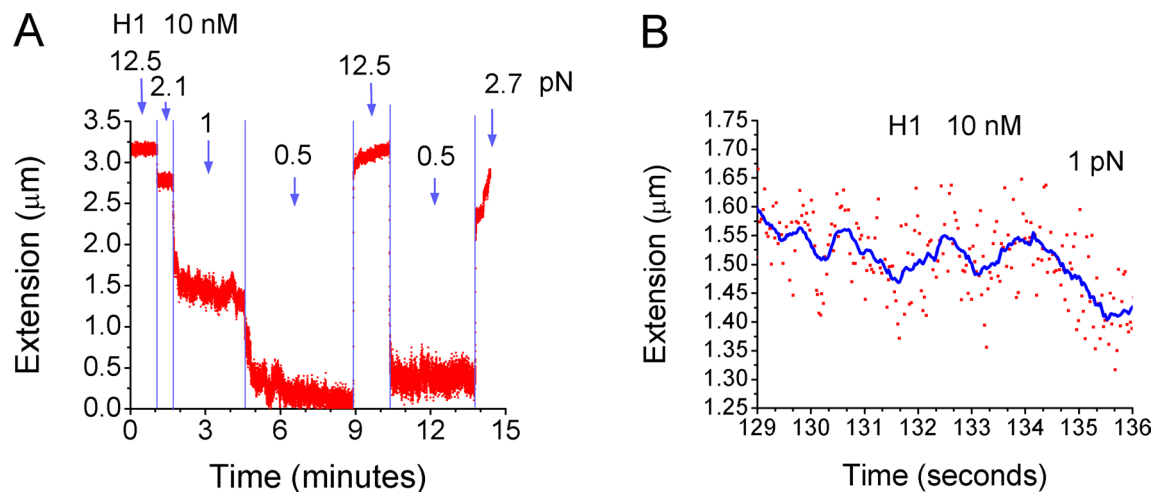 A
H1 10 nM
12.5
2.1
1
0.5
12.5
0.5
2.7 pN
3.5
3.0
2.5
2.0
1.5
1.0
0.5
0.0
0 3 6 9 12 15
Extension (μm)
Time (minutes)
B
H1 10 nM
1 pN
1.75
1.70
1.65
1.60
1.55
1.50
1.45
1.40
1.35
1.30
1.25
129 130 131 132 133 134 135 136
Extension (μm)
Time (seconds)